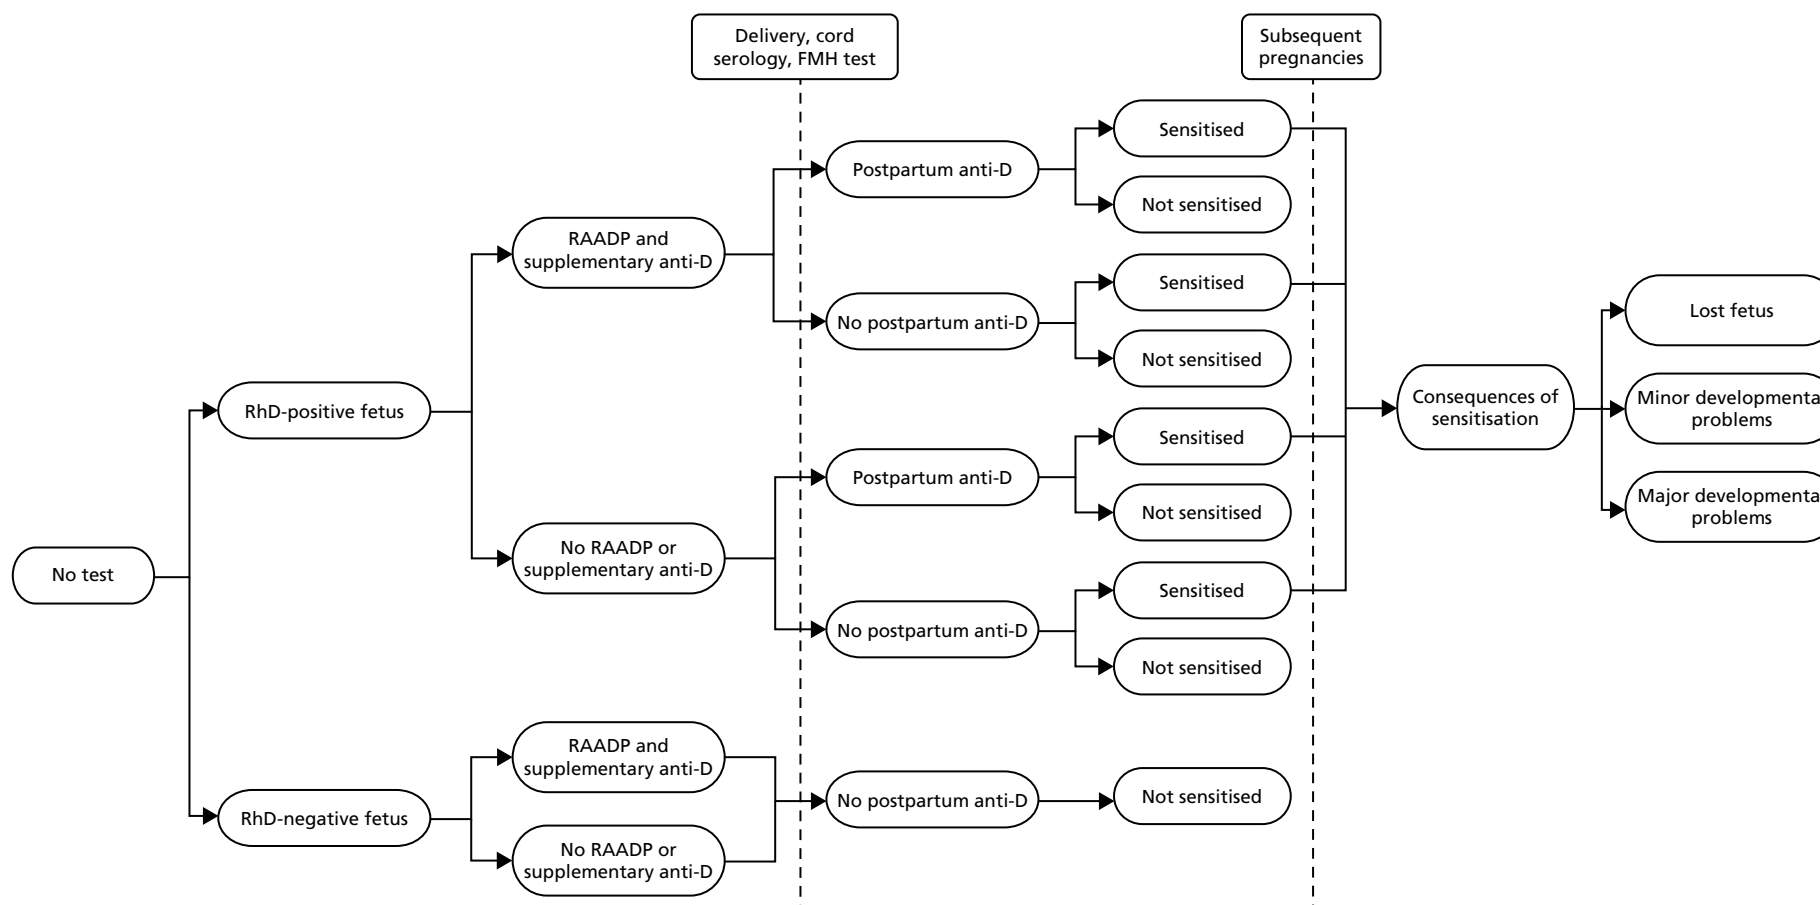 Delivery, cord
serology, FMH test
Subsequent
pregnancies
Sensitised
Postpartum anti-D
Not sensitised
RAADP and
supplementary anti-D
Sensitised
No postpartum anti-D
Not sensitised
Lost fetus
RhD-positive fetus
Consequences of
sensitisation
Minor developmenta
problems
Sensitised
Postpartum anti-D
Not sensitised
Major developmenta
problems
No RAADP or
supplementary anti-D
No test
Sensitised
No postpartum anti-D
Not sensitised
RAADP and
supplementary anti-D
RhD-negative fetus
No postpartum anti-D
Not sensitised
No RAADP or
supplementary anti-D